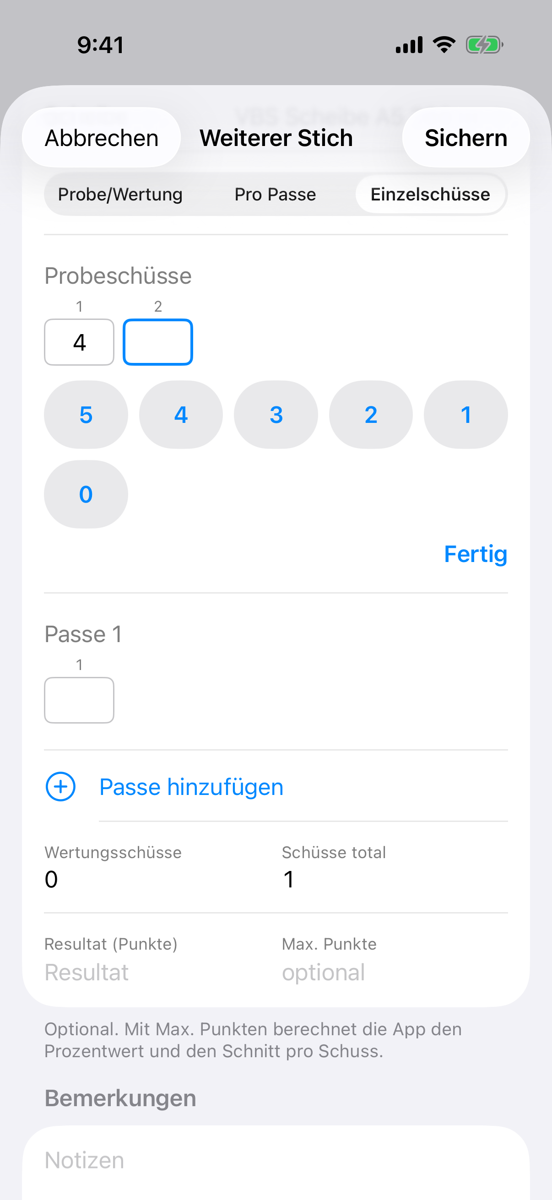 9:41
Abbrechen Weiterer Stich Sichern
Probe/Wertung Pro Passe Einzelschüsse
Probeschüsse
1 2
4
5 4 3 2 1
0
Fertig
Passe 1
1
Passe hinzufügen
Wertungsschüsse Schüsse total
0 1
Resultat (Punkte) Max. Punkte
Resultat optional
Optional. Mit Max. Punkten berechnet die App den
Prozentwert und den Schnitt pro Schuss.
Bemerkungen
Notizen